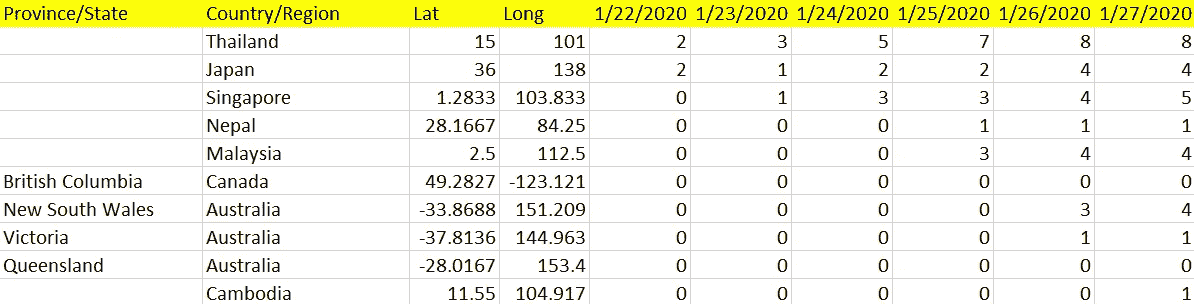 Province/State Country/Region Lat Long 1/22/2020 1/23/2020 1/24/2020 1/25/2020 1/26/2020 1/27/2020
Thailand 15 101 2 3 5 7 8 8
Japan 36 138 2 1 2 2 4 4
Singapore 1.2833 103.833 0 1 3 3 4 5
Nepal 28.1667 84.25 0 0 0 1 1 1
Malaysia 2.5 112.5 0 0 0 3 4 4
British Columbia Canada 49.2827 -123.121 0 0 0 0 0 0
New South Wales Australia -33.8688 151.209 0 0 0 0 3 4
Victoria Australia -37.8136 144.963 0 0 0 0 1 1
Queensland Australia -28.0167 153.4 0 0 0 0 0 0
Cambodia 11.55 104.917 0 0 0 0 0 1